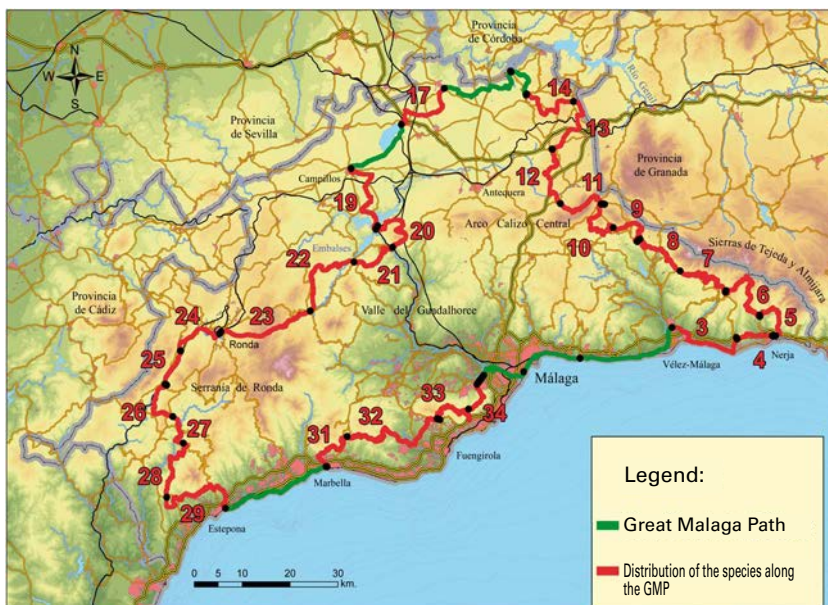 Provincia
de Córdoba
N
W E
S
Río Genil
17
14
Provincia
de Sevilla
13
Campillos
Provincia
de Granada
12
Antequera
11
19
9
20
Arco Calizo Central
10
Sierras de Tejeda y Almijara
Embalses
8
22
21
7
Provincia
de Cádiz
6
Valle del Guadalhorce
24
23
5
3
Ronda
4
Nerja
Vélez-Málaga
25
Málaga
Serranía de Ronda
33
26
34
32
27
31
Fuengirola
28
Marbella
29
Estepona
0 5 10 20 30
km.
Legend:
Great Malaga Path
Distribution of the species along
the GMP